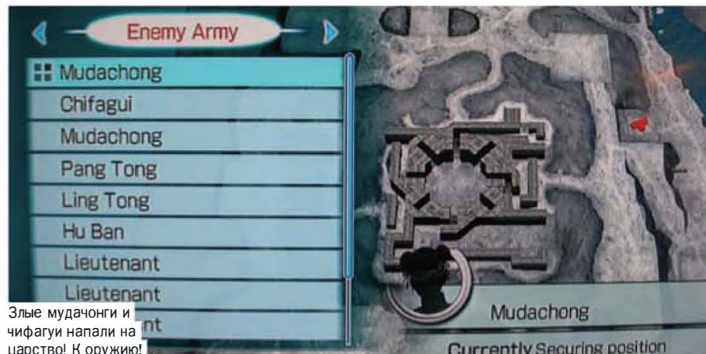 Enemy Army
Mudachong
Chifagui
Mudachong
Pang Tong
Ling Tong
Hu Ban
Lieutenant
Lieutenant
Злые мудачонги и
чифагуи напали на
царство! К оружию!
Mudachong
Currently Securing position